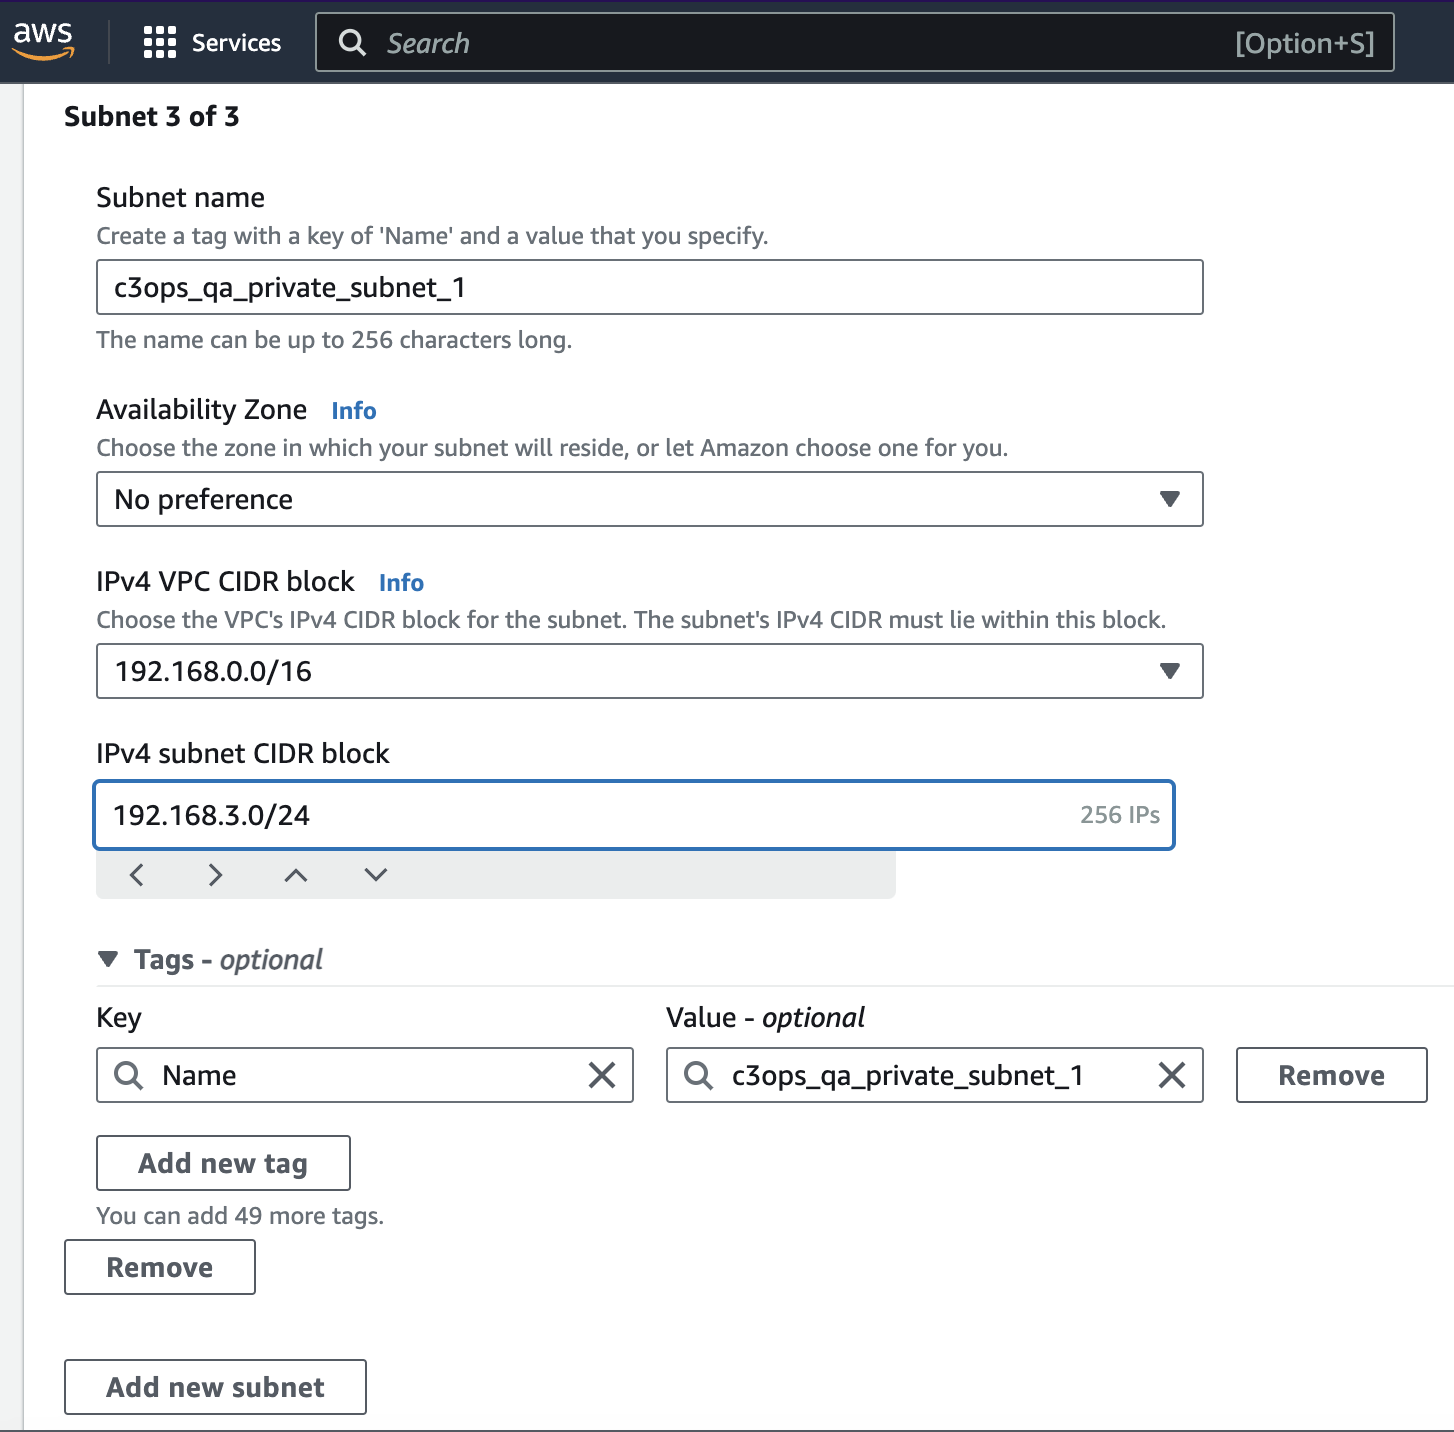 aws Services Search [Option+S]
Subnet 3 of 3
Subnet name
Create a tag with a key of 'Name' and a value that you specify.
c3ops_qa_private_subnet_1
The name can be up to 256 characters long.
Availability Zone Info
Choose the zone in which your subnet will reside, or let Amazon choose one for you.
No preference
IPv4 VPC CIDR block Info
Choose the VPC's IPv4 CIDR block for the subnet. The subnet's IPv4 CIDR must lie within this block.
192.168.0.0/16
IPv4 subnet CIDR block
192.168.3.0/24 256 IPs
Tags - optional
Key Value - optional
Name c3ops_qa_private_subnet_1 Remove
Add new tag
You can add 49 more tags.
Remove
Add new subnet